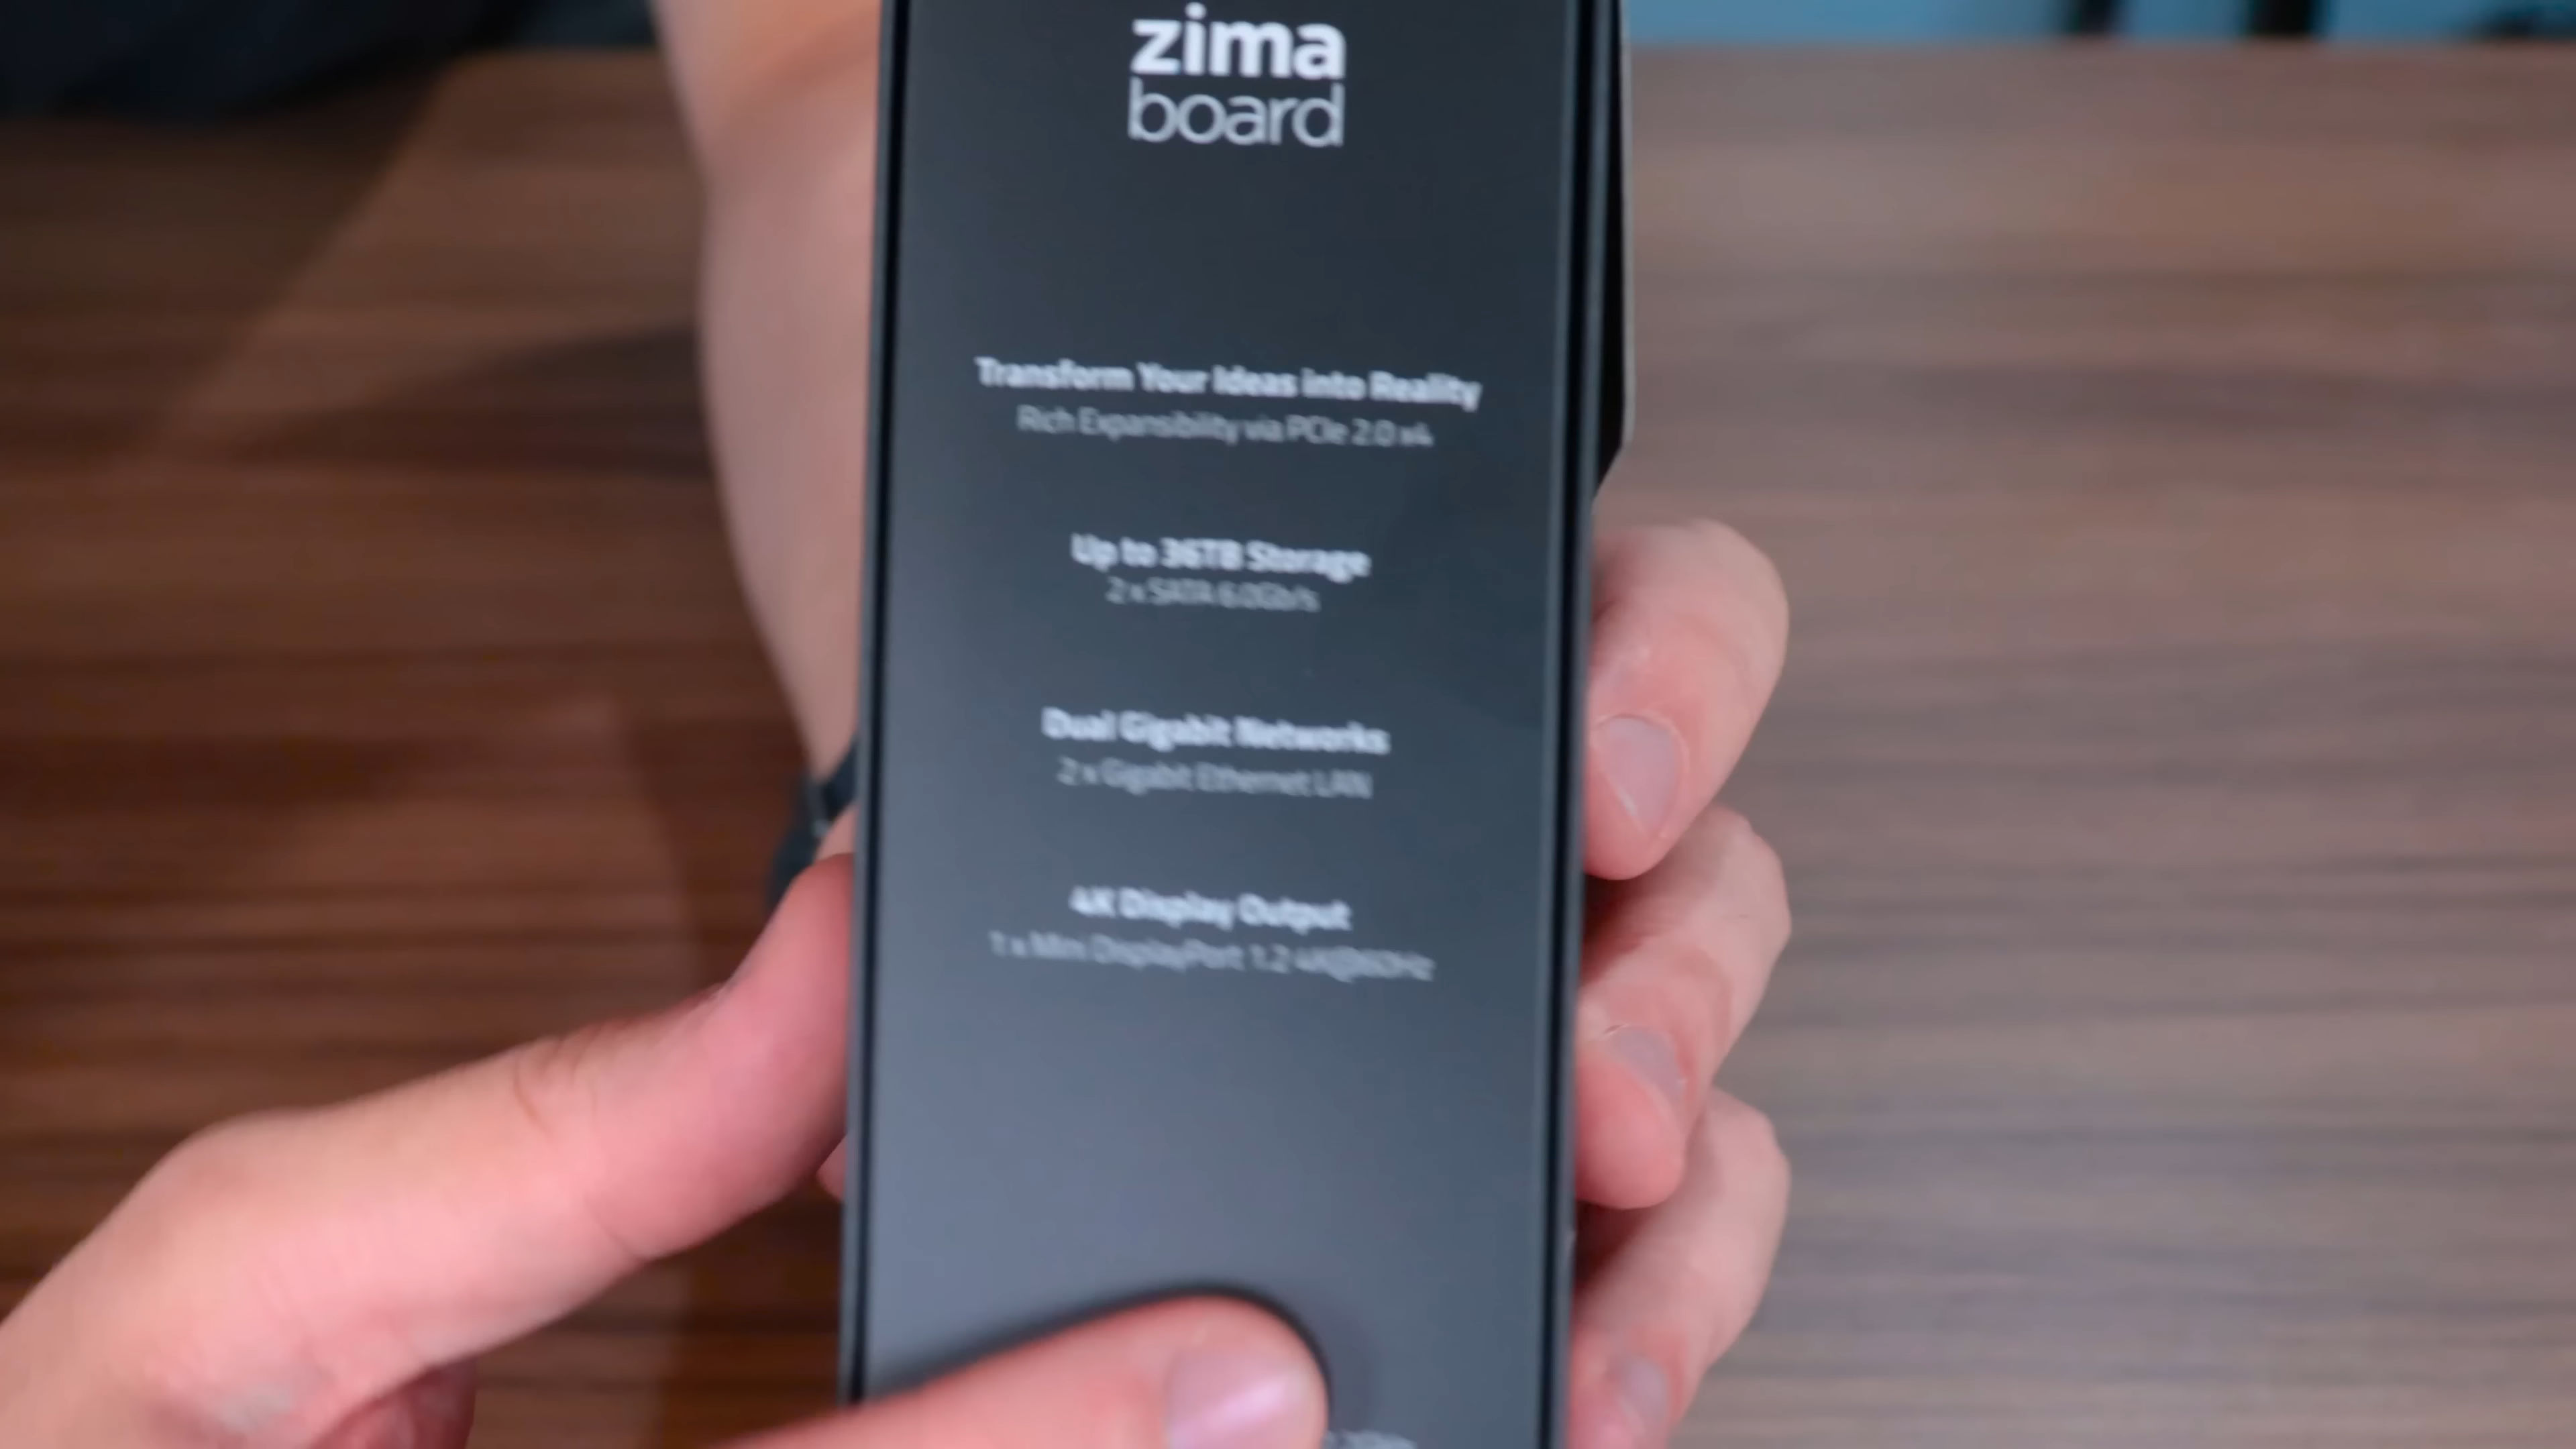 zima
board
Transform Your Ideas into Reality
Rich Expansibility via PCIe 2.0 x4
Up to 36TB Storage
2 x SATA 6.0Gb/s
Dual Gigabit Networks
2 x Gigabit Ethernet LAN
4K Display Output
1 x Mini DisplayPort 1.2 4K@60Hz